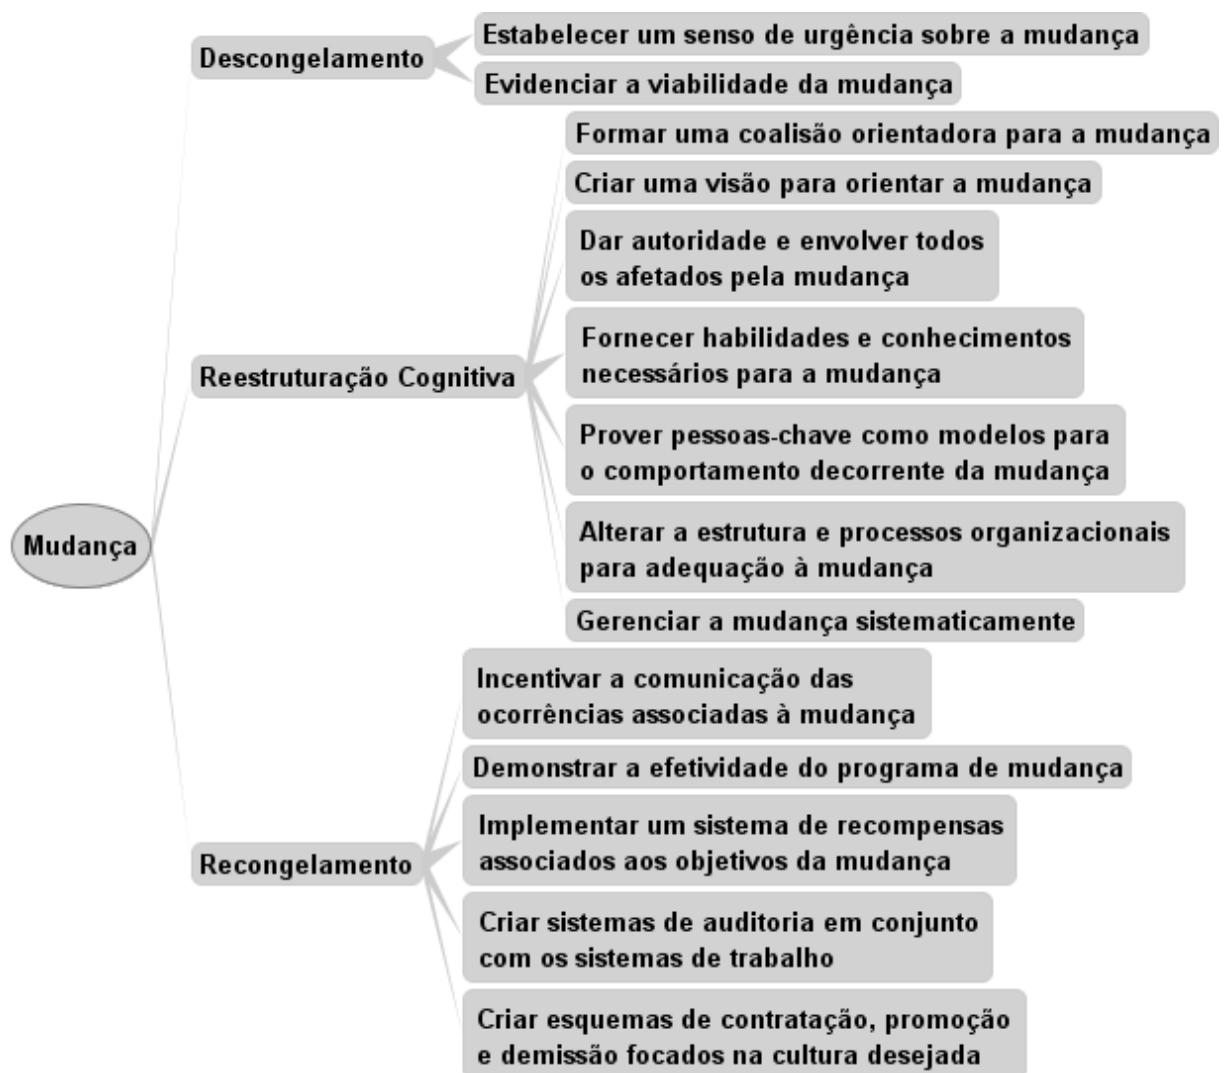 Mudança
Descongelamento
Estabelecer um senso de urgência sobre a mudança
Evidenciar a viabilidade da mudança
Reestruturação Cognitiva
Formar uma coalisão orientadora para a mudança
Criar uma visão para orientar a mudança
Dar autoridade e envolver todos
os afetados pela mudança
Fornecer habilidades e conhecimentos
necessários para a mudança
Prover pessoas-chave como modelos para
o comportamento decorrente da mudança
Alterar a estrutura e processos organizacionais
para adequação à mudança
Gerenciar a mudança sistematicamente
Recongelamento
Incentivar a comunicação das
ocorrências associadas à mudança
Demonstrar a efetividade do programa de mudança
Implementar um sistema de recompensas
associados aos objetivos da mudança
Criar sistemas de auditoria em conjunto
com os sistemas de trabalho
Criar esquemas de contratação, promoção
e demissão focados na cultura desejada